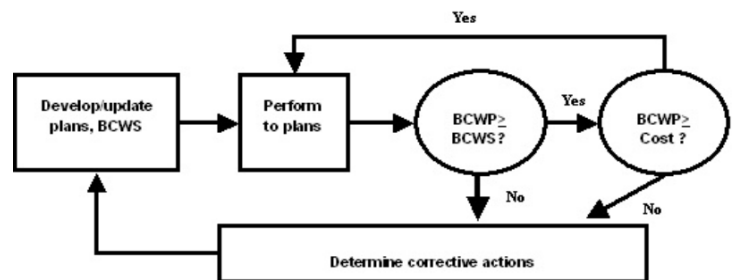 Yes
Develop/update
plans, BCWS
Perform
to plans
BCWP≥
BCWS?
Yes
BCWP≥
Cost ?
No
No
Determine corrective actions